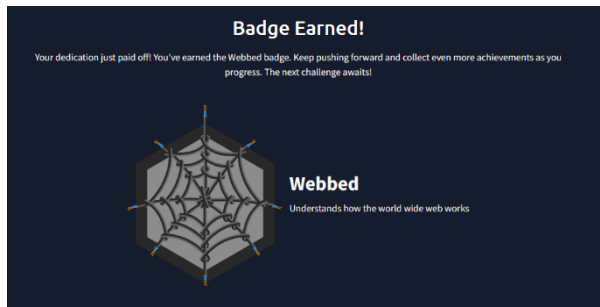 Badge Earned!
Your dedication just paid off! You've earned the Webbed badge. Keep pushing forward and collect even more achievements as you
progress. The next challenge awaits!
Webbed
Understands how the world wide web works